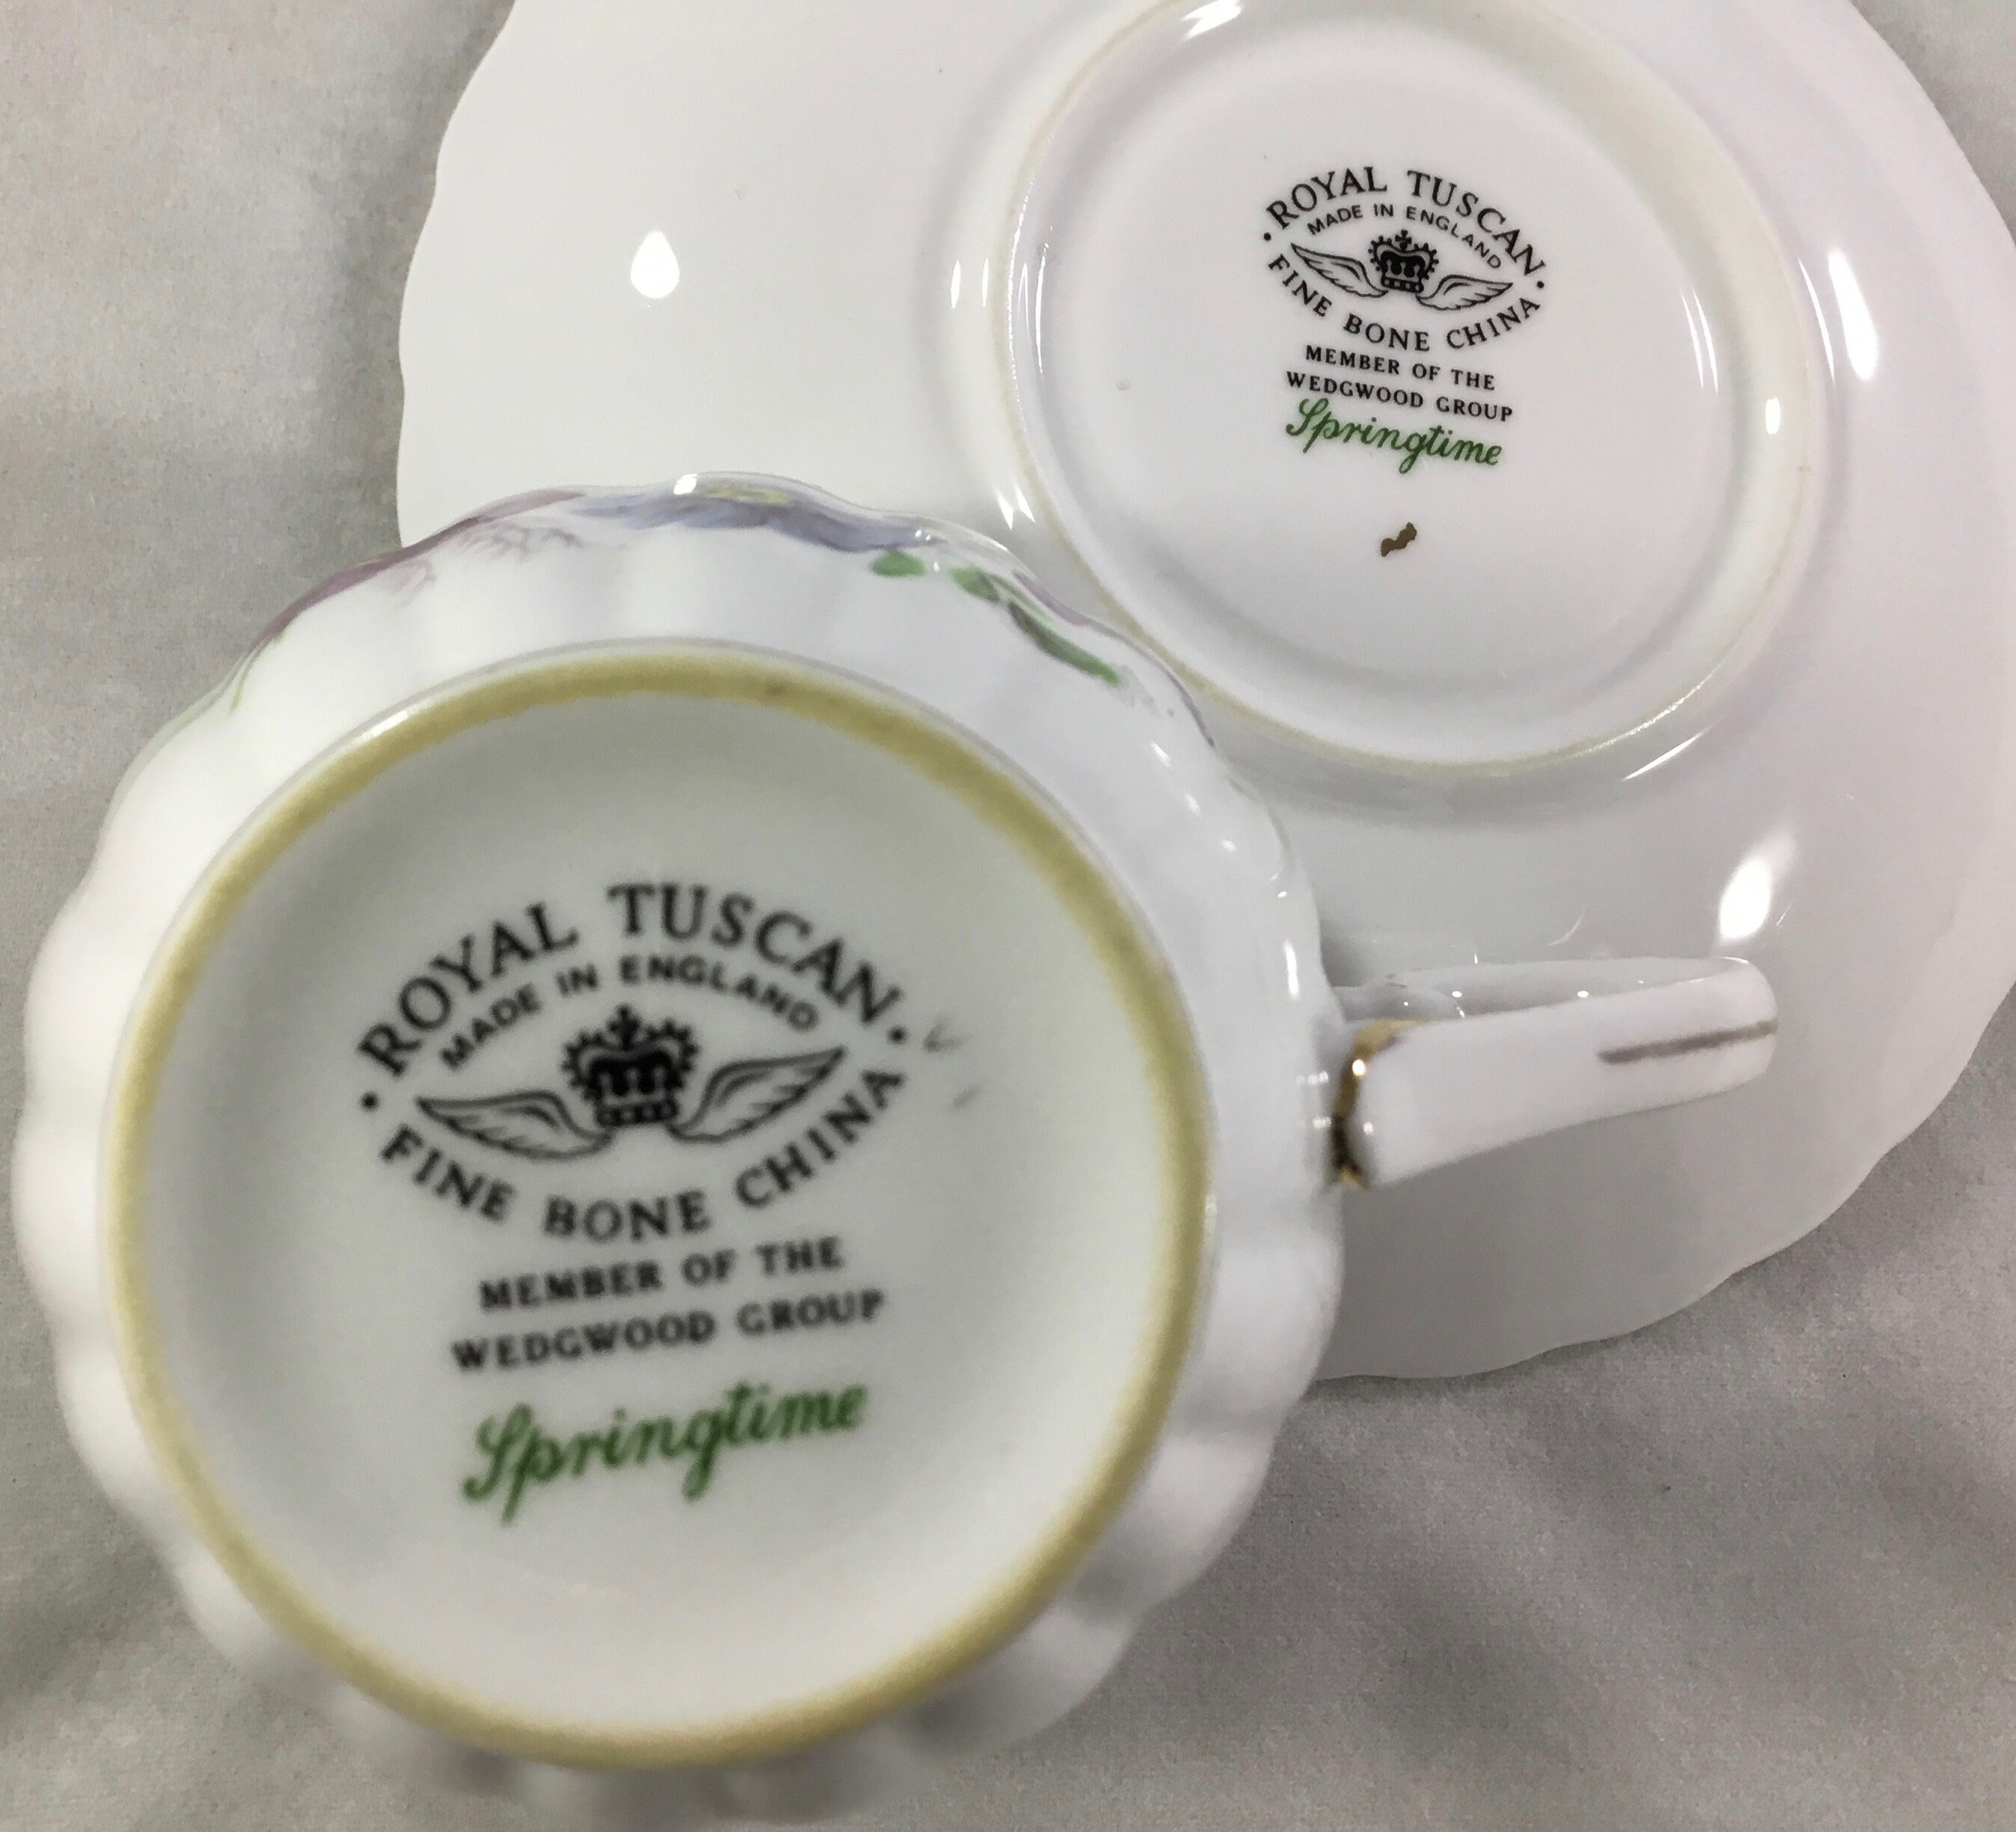 ROYAL TUSCAN
MADE IN ENGLAND
FINE BONE CHINA
MEMBER OF THE
WEDGWOOD GROUP
Springtime
ROYAL TUSCAN
MADE IN ENGLAND
FINE BONE CHINA
MEMBER OF THE
WEDGWOOD GROUP
Springtime